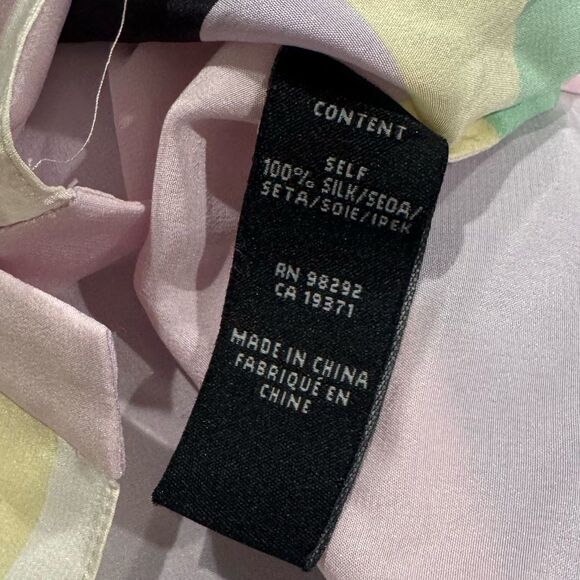 CONTENT
SELF
100% SILK/SEDA/
SETA/SOIE/IPEK
RN 98292
CA 19371
MADE IN CHINA
FABRIQUÉ EN
CHINE